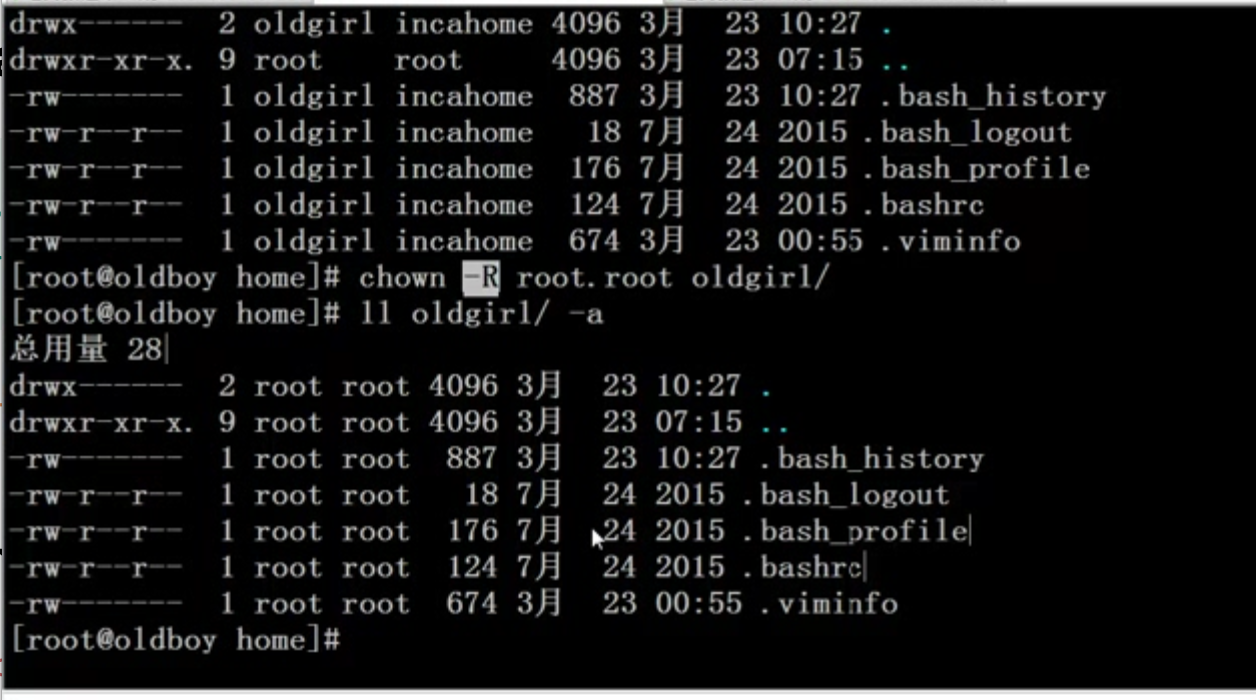 drwx------  2 oldgirl incahome 4096 3月  23 10:27 .
drwxr-xr-x. 9 root    root     4096 3月  23 07:15 ..
-rw-------  1 oldgirl incahome  887 3月  23 10:27 .bash_history
-rw-r--r--  1 oldgirl incahome   18 7月  24 2015 .bash_logout
-rw-r--r--  1 oldgirl incahome  176 7月  24 2015 .bash_profile
-rw-r--r--  1 oldgirl incahome  124 7月  24 2015 .bashrc
-rw-------  1 oldgirl incahome  674 3月  23 00:55 .viminfo
[root@oldboy home]# chown -R root.root oldgirl/
[root@oldboy home]# ll oldgirl/ -a
总用量 28
drwx------  2 root root 4096 3月  23 10:27 .
drwxr-xr-x. 9 root root 4096 3月  23 07:15 ..
-rw-------  1 root root  887 3月  23 10:27 .bash_history
-rw-r--r--  1 root root   18 7月  24 2015 .bash_logout
-rw-r--r--  1 root root  176 7月  24 2015 .bash_profile
-rw-r--r--  1 root root  124 7月  24 2015 .bashrc
-rw-------  1 root root  674 3月  23 00:55 .viminfo
[root@oldboy home]#